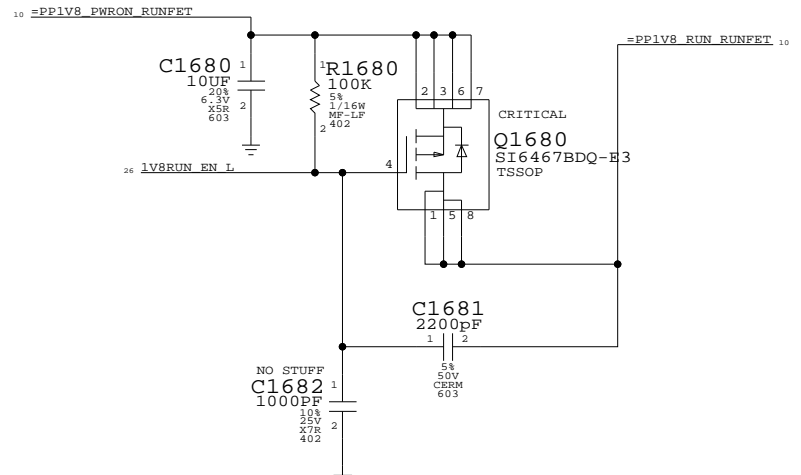 10 =PP1V8_PWRON_RUNFET
=PP1V8_RUN_RUNFET 10
C1680
10UF
20%
6.3V
X5R
603
1
2
R1680
100K
5%
1/16W
MF-LF
402
1
2
2 3 6 7
CRITICAL
Q1680
SI6467BDQ-E3
TSSOP
4
26 1V8RUN_EN_L
1 5 8
C1681
2200pF
1 2
5%
50V
CERM
603
NO STUFF
C1682
1000PF
10%
25V
X7R
402
1
2